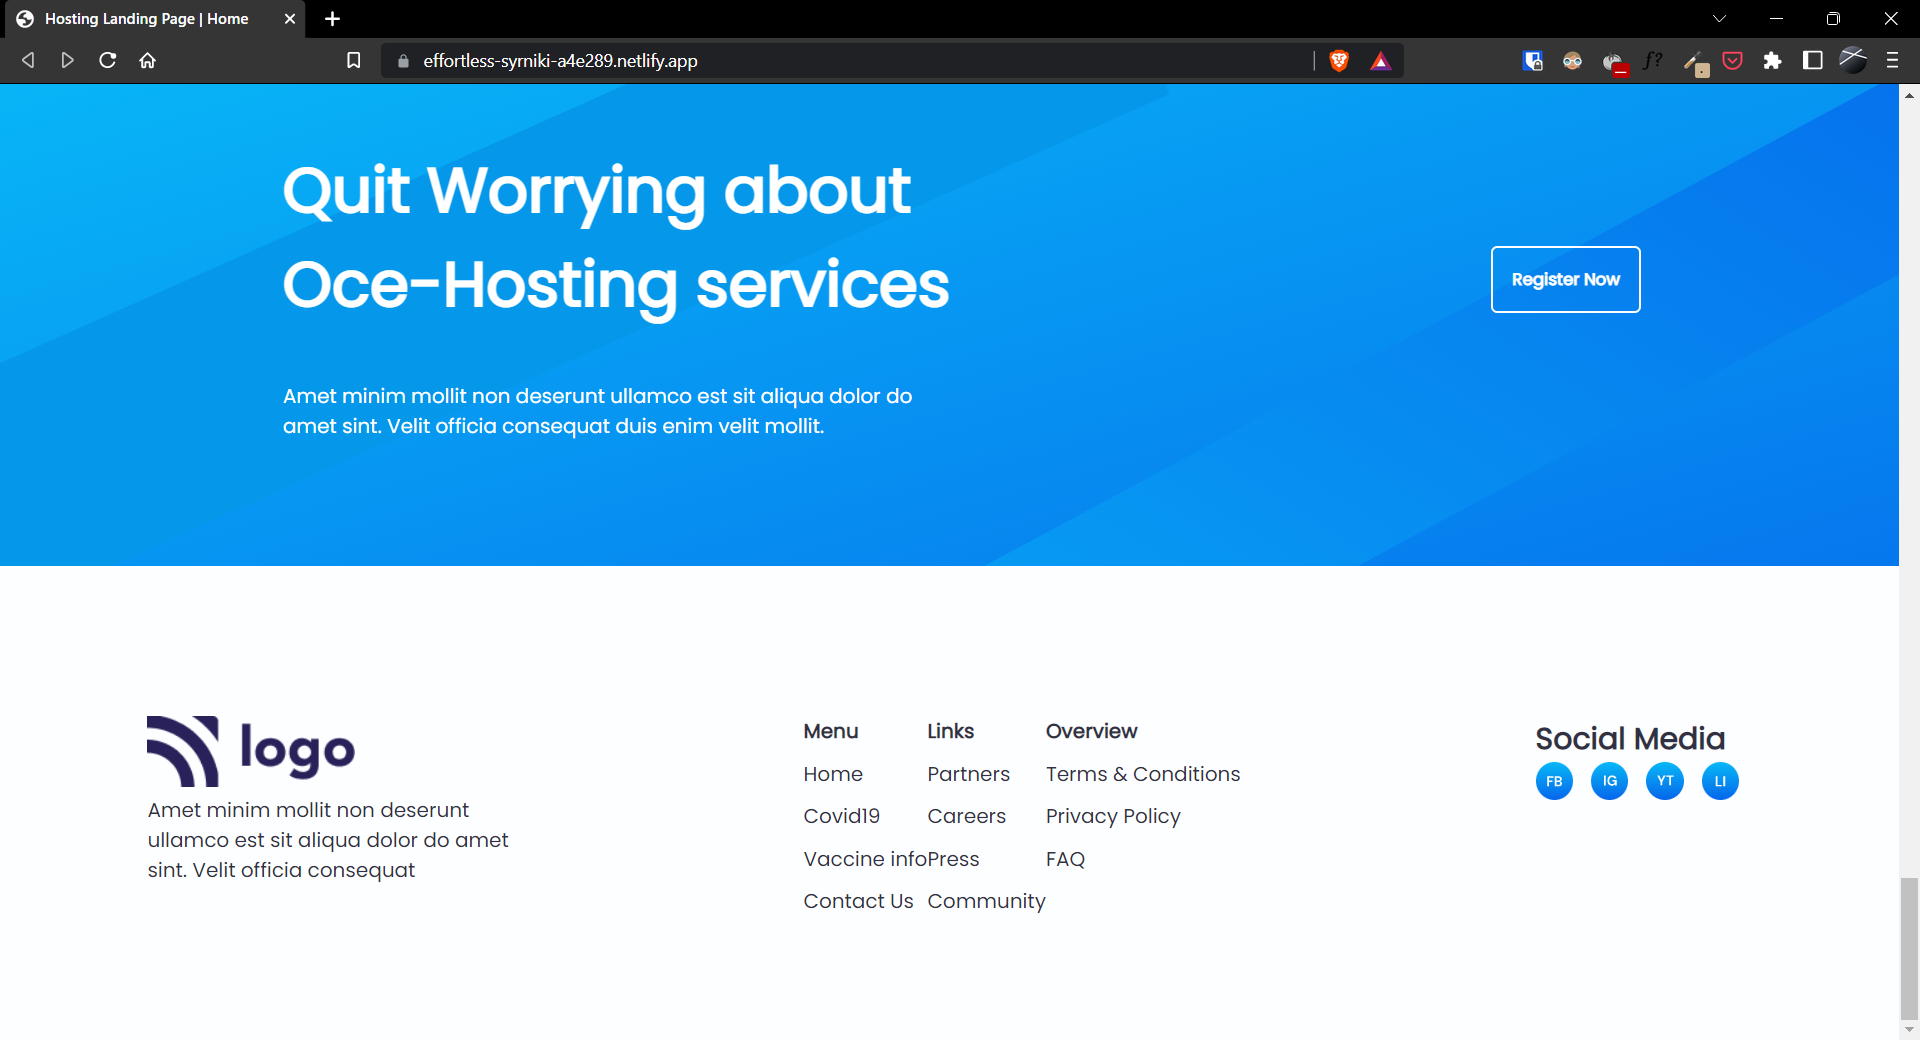 Hosting Landing Page | Home
effortless-syrniki-a4e289.netlify.app
f?
Quit Worrying about
Oce-Hosting services
Register Now
Amet minim mollit non deserunt ullamco est sit aliqua dolor do
amet sint. Velit officia consequat duis enim velit mollit.
logo
Amet minim mollit non deserunt
ullamco est sit aliqua dolor do amet
sint. Velit officia consequat
Menu
Home
Covid19
Vaccine info
Contact Us
Links
Partners
Careers
Press
Community
Overview
Terms & Conditions
Privacy Policy
FAQ
Social Media
FB IG YT LI